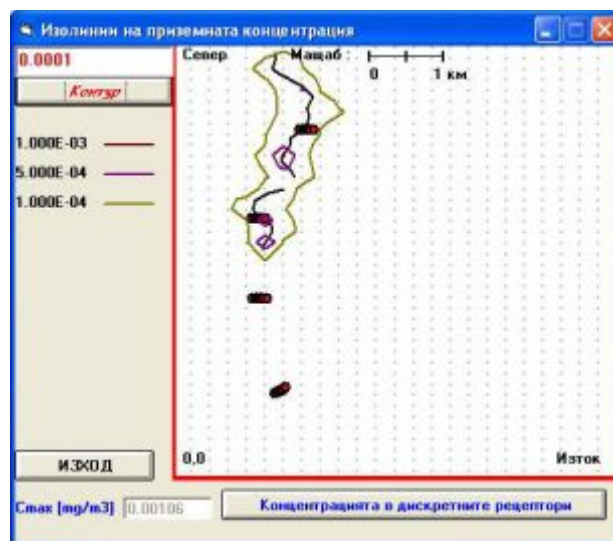 Изолинии на приземната концентрация
0.0001
Контур
1.000E-03
5.000E-04
1.000E-04
Север Мащаб :
0 1 км
0,0 Изток
ИЗХОД
Cmax [mg/m3] 0.00106 Концентрацията в дискретните рецептори